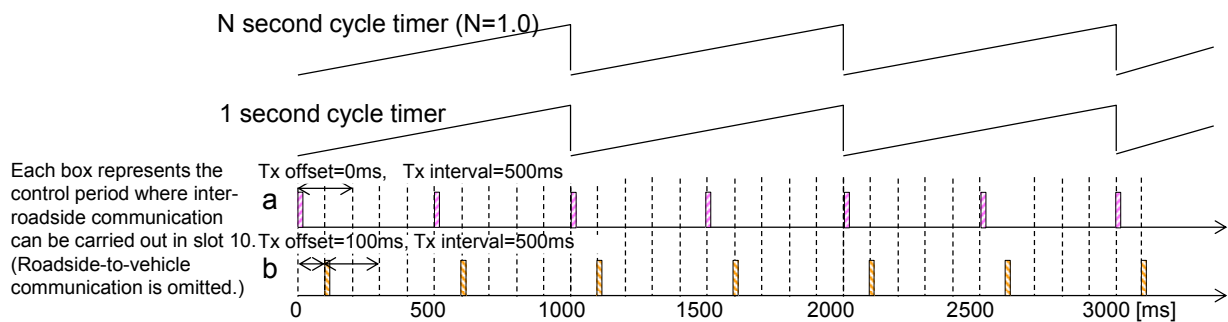 N second cycle timer (N=1.0)
1 second cycle timer
Each box represents the
control period where inter-
roadside communication
can be carried out in slot 10.
(Roadside-to-vehicle
communication is omitted.)
Tx offset=0ms, Tx interval=500ms
a
Tx offset=100ms, Tx interval=500ms
b
0 500 1000 1500 2000 2500 3000 [ms]